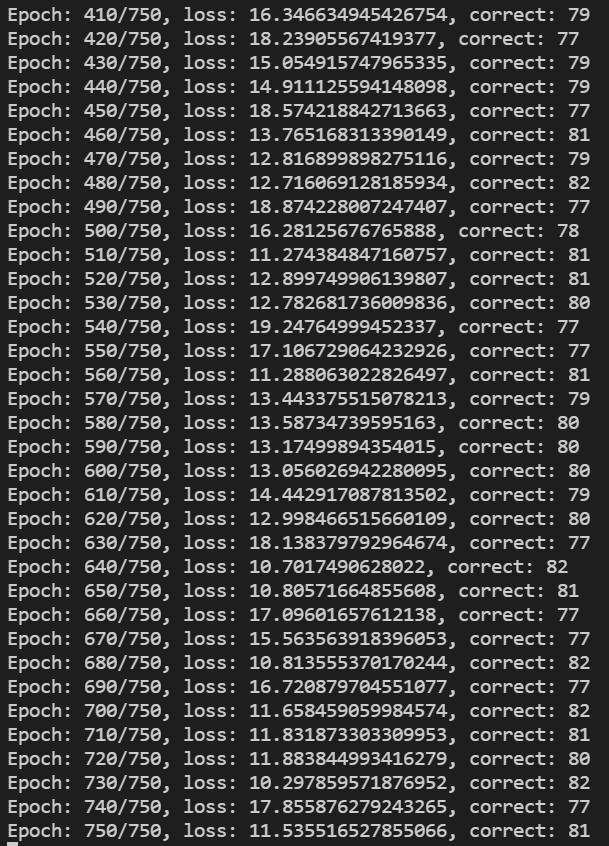 Epoch: 410/750, loss: 16.346634945426754, correct: 79
Epoch: 420/750, loss: 18.23905567419377, correct: 77
Epoch: 430/750, loss: 15.054915747965335, correct: 79
Epoch: 440/750, loss: 14.911125594148098, correct: 79
Epoch: 450/750, loss: 18.574218842713663, correct: 77
Epoch: 460/750, loss: 13.765168313390149, correct: 81
Epoch: 470/750, loss: 12.816899898275116, correct: 79
Epoch: 480/750, loss: 12.716069128185934, correct: 82
Epoch: 490/750, loss: 18.874228007247407, correct: 77
Epoch: 500/750, loss: 16.28125676765888, correct: 78
Epoch: 510/750, loss: 11.274384847160757, correct: 81
Epoch: 520/750, loss: 12.899749906139807, correct: 81
Epoch: 530/750, loss: 12.782681736009836, correct: 80
Epoch: 540/750, loss: 19.24764999452337, correct: 77
Epoch: 550/750, loss: 17.106729064232926, correct: 77
Epoch: 560/750, loss: 11.288063022826497, correct: 81
Epoch: 570/750, loss: 13.443375515078213, correct: 79
Epoch: 580/750, loss: 13.58734739595163, correct: 80
Epoch: 590/750, loss: 13.17499894354015, correct: 80
Epoch: 600/750, loss: 13.056026942280095, correct: 80
Epoch: 610/750, loss: 14.442917087813502, correct: 79
Epoch: 620/750, loss: 12.998466515660109, correct: 80
Epoch: 630/750, loss: 18.138379792964674, correct: 77
Epoch: 640/750, loss: 10.7017490628022, correct: 82
Epoch: 650/750, loss: 10.80571664855608, correct: 81
Epoch: 660/750, loss: 17.09601657612138, correct: 77
Epoch: 670/750, loss: 15.563563918396053, correct: 77
Epoch: 680/750, loss: 10.813555370170244, correct: 82
Epoch: 690/750, loss: 16.720879704551077, correct: 77
Epoch: 700/750, loss: 11.658459059984574, correct: 82
Epoch: 710/750, loss: 11.831873303309953, correct: 81
Epoch: 720/750, loss: 11.883844993416279, correct: 80
Epoch: 730/750, loss: 10.297859571876952, correct: 82
Epoch: 740/750, loss: 17.855876279243265, correct: 77
Epoch: 750/750, loss: 11.535516527855066, correct: 81